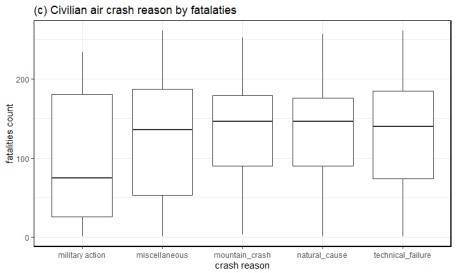 (c) Civilian air crash reason by fatalaties
fatalities count
200
100
0
military action miscellaneous mountain_crash natural_cause technical_failure
crash reason